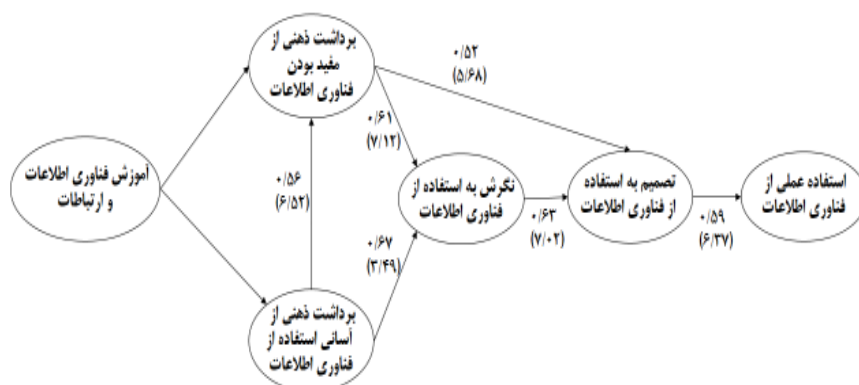 برداشت ذهنی از
مفید بودن
فناوری اطلاعات
۰/۵۲
(۵/۶۸)
۰/۶۱
(۷/۱۲)
آموزش فناوری اطلاعات
و ارتباطات
۰/۵۶
(۶/۵۲)
نگرش به استفاده از
فناوری اطلاعات
تصمیم به استفاده
از فناوری اطلاعات
استفاده عملی از
فناوری اطلاعات
۰/۶۳
(۷/۰۲)
۰/۵۹
(۶/۳۷)
۰/۶۷
(۳/۴۹)
برداشت ذهنی از
آسانی استفاده از
فناوری اطلاعات